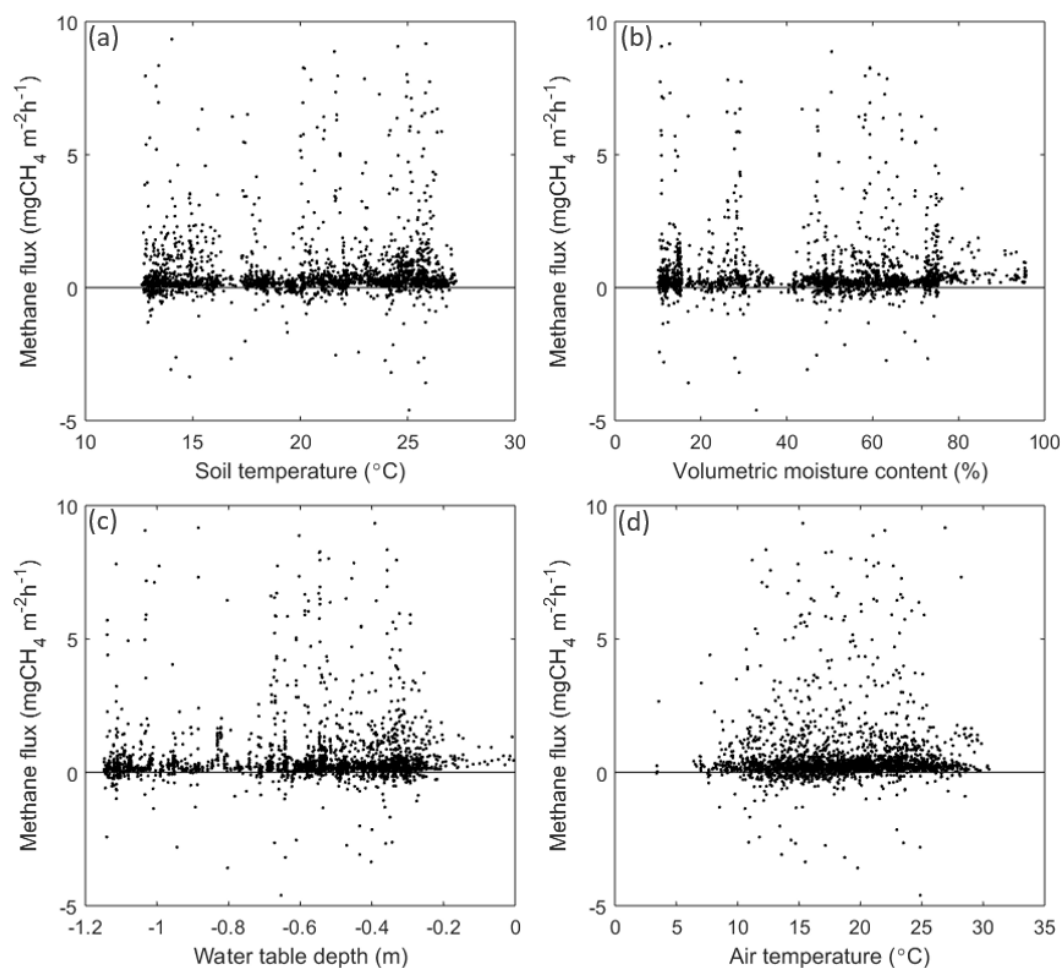 (a)
10
5
0
-5
10 15 20 25 30
Soil temperature (°C)
Methane flux (mgCH₄ m⁻²h⁻¹)
(b)
10
5
0
-5
0 20 40 60 80 100
Volumetric moisture content (%)
Methane flux (mgCH₄ m⁻²h⁻¹)
(c)
10
5
0
-5
-1.2 -1 -0.8 -0.6 -0.4 -0.2 0
Water table depth (m)
Methane flux (mgCH₄ m⁻²h⁻¹)
(d)
10
5
0
-5
0 5 10 15 20 25 30 35
Air temperature (°C)
Methane flux (mgCH₄ m⁻²h⁻¹)